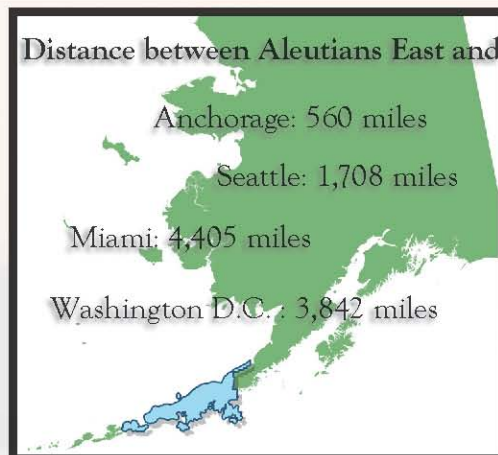 Distance between Aleutians East and
Anchorage: 560 miles
Seattle: 1,708 miles
Miami: 4,405 miles
Washington D.C. : 3,842 miles